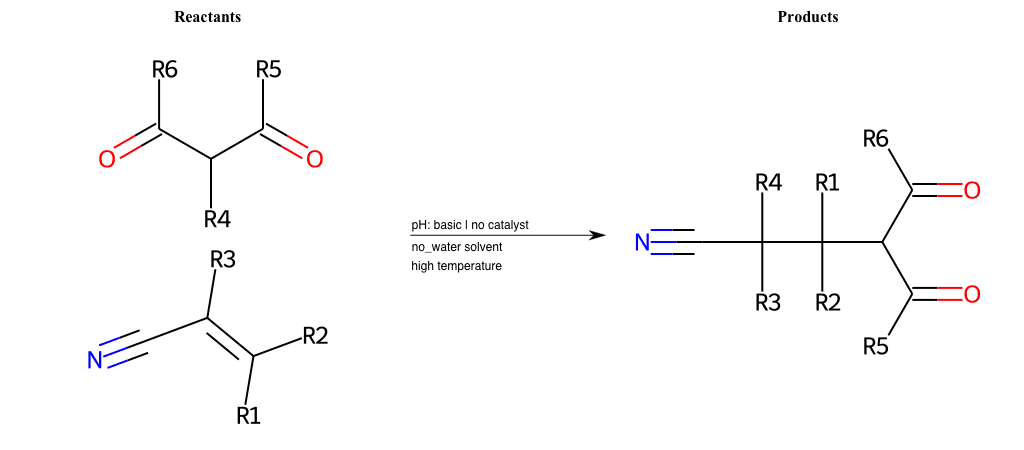 Reactants
Products
R6
R5
O
O
R4
R3
N
R2
R1
pH: basic | no catalyst
no_water solvent
high temperature
R6
R4
R1
O
N
R3
R2
O
R5